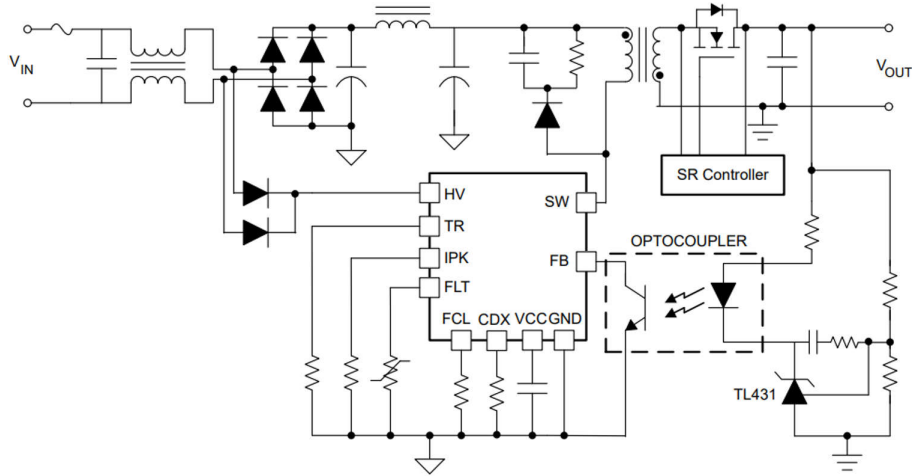 VIN
VOUT
SR Controller
HV
SW
TR
OPTOCOUPLER
IPK
FB
FLT
FCL
CDX
VCC
GND
TL431